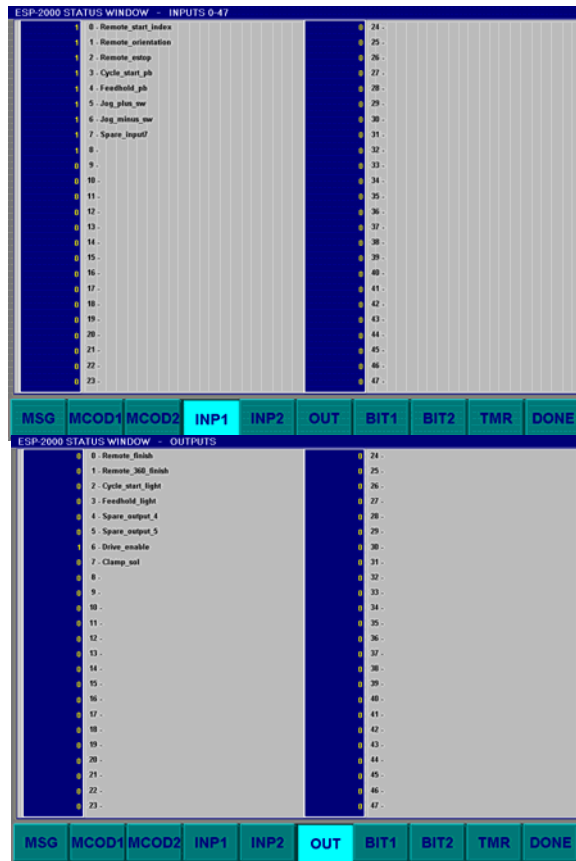 ESP-2000 STATUS WINDOW - INPUTS 0-47
1 0 - Remote_start_index
1 1 - Remote_orientation
1 2 - Remote_estop
1 3 - Cycle_start_pb
1 4 - Feedhold_pb
1 5 - Jog_plus_sw
1 6 - Jog_minus_sw
1 7 - Spare_input7
1 8 -
0 9 -
0 10 -
0 11 -
0 12 -
0 13 -
0 14 -
0 15 -
0 16 -
0 17 -
0 18 -
0 19 -
0 20 -
0 21 -
0 22 -
0 23 -
0 24 -
0 25 -
0 26 -
0 27 -
0 28 -
0 29 -
0 30 -
0 31 -
0 32 -
0 33 -
0 34 -
0 35 -
0 36 -
0 37 -
0 38 -
0 39 -
0 40 -
0 41 -
0 42 -
0 43 -
0 44 -
0 45 -
0 46 -
0 47 -
MSG MCOD1 MCOD2 INP1 INP2 OUT BIT1 BIT2 TMR DONE
ESP-2000 STATUS WINDOW - OUTPUTS
0 0 - Remote_finish
0 1 - Remote_360_finish
0 2 - Cycle_start_light
0 3 - Feedhold_light
0 4 - Spare_output_4
0 5 - Spare_output_5
1 6 - Drive_enable
0 7 - Clamp_sol
0 8 -
0 9 -
0 10 -
0 11 -
0 12 -
0 13 -
0 14 -
0 15 -
0 16 -
0 17 -
0 18 -
0 19 -
0 20 -
0 21 -
0 22 -
0 23 -
0 24 -
0 25 -
0 26 -
0 27 -
0 28 -
0 29 -
0 30 -
0 31 -
0 32 -
0 33 -
0 34 -
0 35 -
0 36 -
0 37 -
0 38 -
0 39 -
0 40 -
0 41 -
0 42 -
0 43 -
0 44 -
0 45 -
0 46 -
0 47 -
MSG MCOD1 MCOD2 INP1 INP2 OUT BIT1 BIT2 TMR DONE